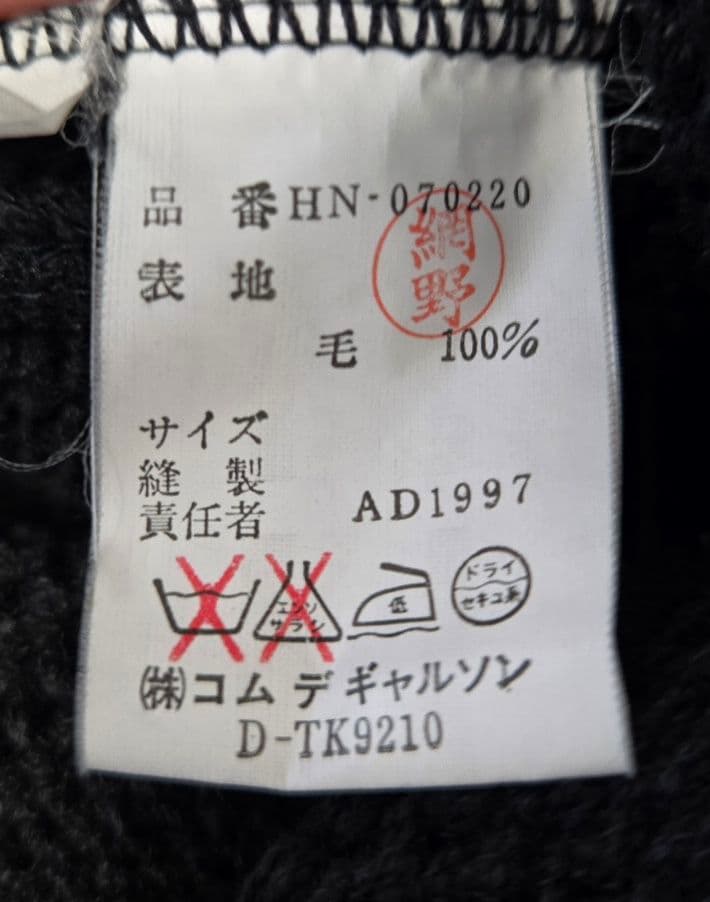 品 番 HN-070220
網野
表 地
毛 100%
サイズ
縫 製
責任者 AD1997
エンソ
サラシ
低
ドライ
セキユ系
㈱コム デ ギャルソン
D-TK9210